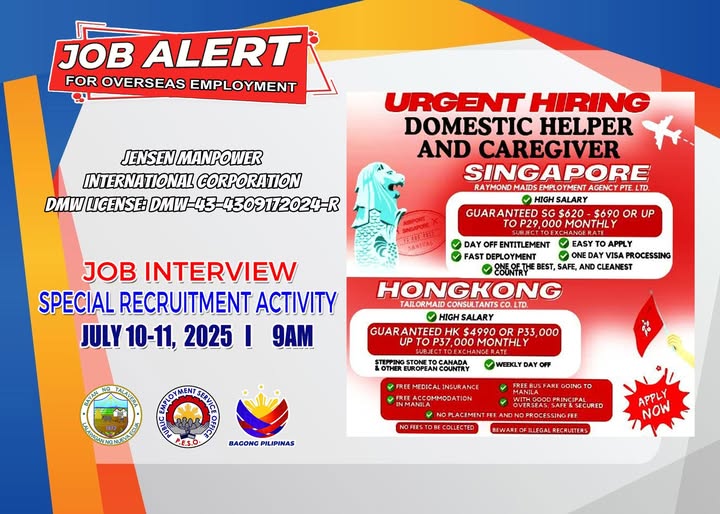 JOB ALERT
FOR OVERSEAS EMPLOYMENT
JENSEN MANPOWER
INTERNATIONAL CORPORATION
DMW LICENSE: DMW-43-4309172024-R
JOB INTERVIEW
SPECIAL RECRUITMENT ACTIVITY
JULY 10-11, 2025 I 9AM
BAYAN NG TALAVERA
LALAWIGAN NG NUEVA ECIJA
PUBLIC EMPLOYMENT SERVICE OFFICE
P.E.S.O.
BAGONG PILIPINAS
URGENT HIRING
DOMESTIC HELPER
AND CAREGIVER
SINGAPORE
RAYMOND MAIDS EMPLOYMENT AGENCY PTE. LTD.
HIGH SALARY
GUARANTEED SG $620 - $690 OR UP
TO P29,000 MONTHLY
SUBJECT TO EXCHANGE RATE
DAY OFF ENTITLEMENT
EASY TO APPLY
FAST DEPLOYMENT
ONE DAY VISA PROCESSING
ONE OF THE BEST, SAFE, AND CLEANEST
COUNTRY
HONGKONG
TAILORMAID CONSULTANTS CO. LTD.
HIGH SALARY
GUARANTEED HK $4990 OR P33,000
UP TO P37,000 MONTHLY
SUBJECT TO EXCHANGE RATE
STEPPING STONE TO CANADA
& OTHER EUROPEAN COUNTRY
WEEKLY DAY OFF
FREE MEDICAL INSURANCE
FREE BUS FARE GOING TO
MANILA
FREE ACCOMMODATION
IN MANILA
WITH GOOD PRINCIPAL
OVERSEAS, SAFE & SECURED
NO PLACEMENT FEE AND NO PROCESSING FEE
NO FEES TO BE COLLECTED
BEWARE OF ILLEGAL RECRUITERS
APPLY
NOW